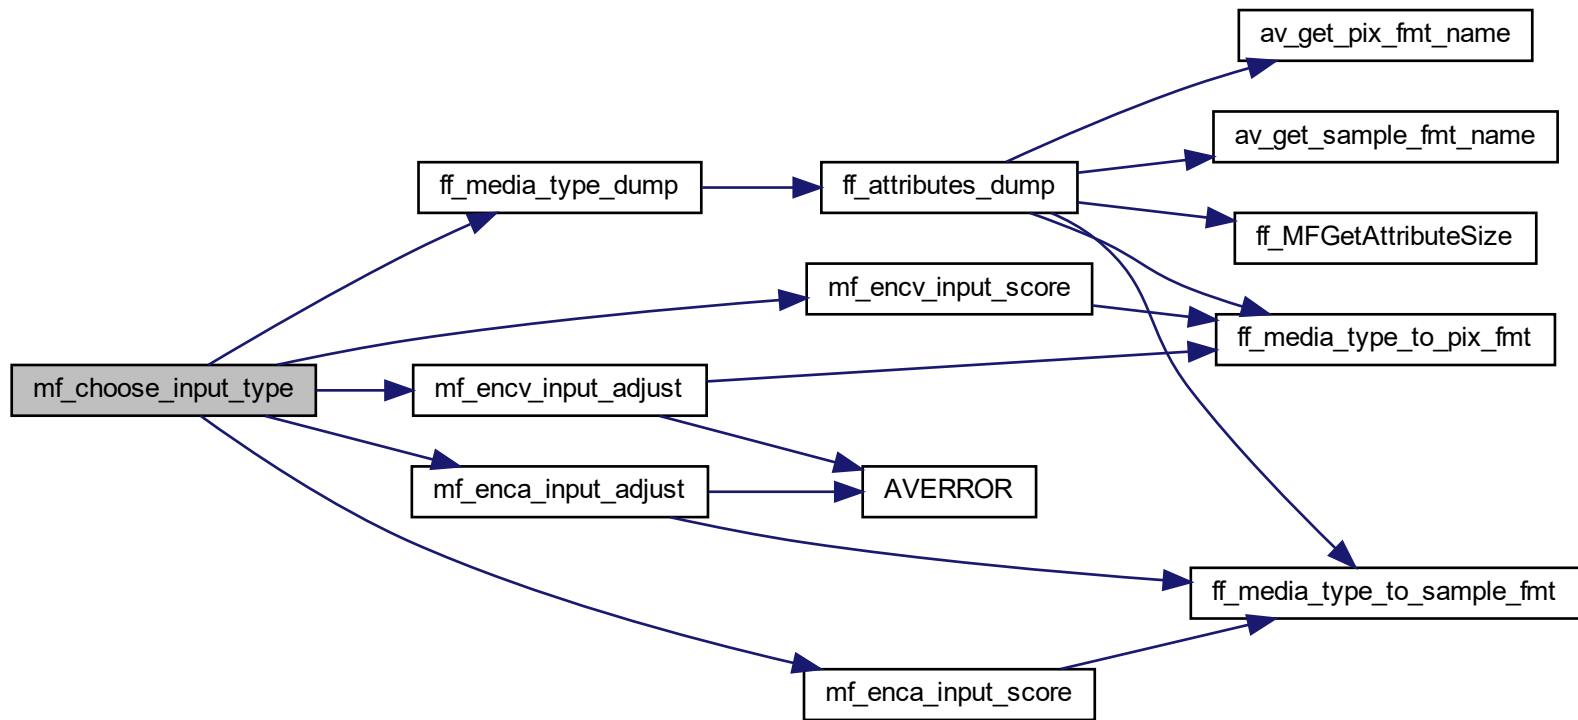 av_get_pix_fmt_name
av_get_sample_fmt_name
ff_media_type_dump
ff_attributes_dump
ff_MFGetAttributeSize
mf_encv_input_score
ff_media_type_to_pix_fmt
mf_choose_input_type
mf_encv_input_adjust
mf_enca_input_adjust
AVERROR
ff_media_type_to_sample_fmt
mf_enca_input_score